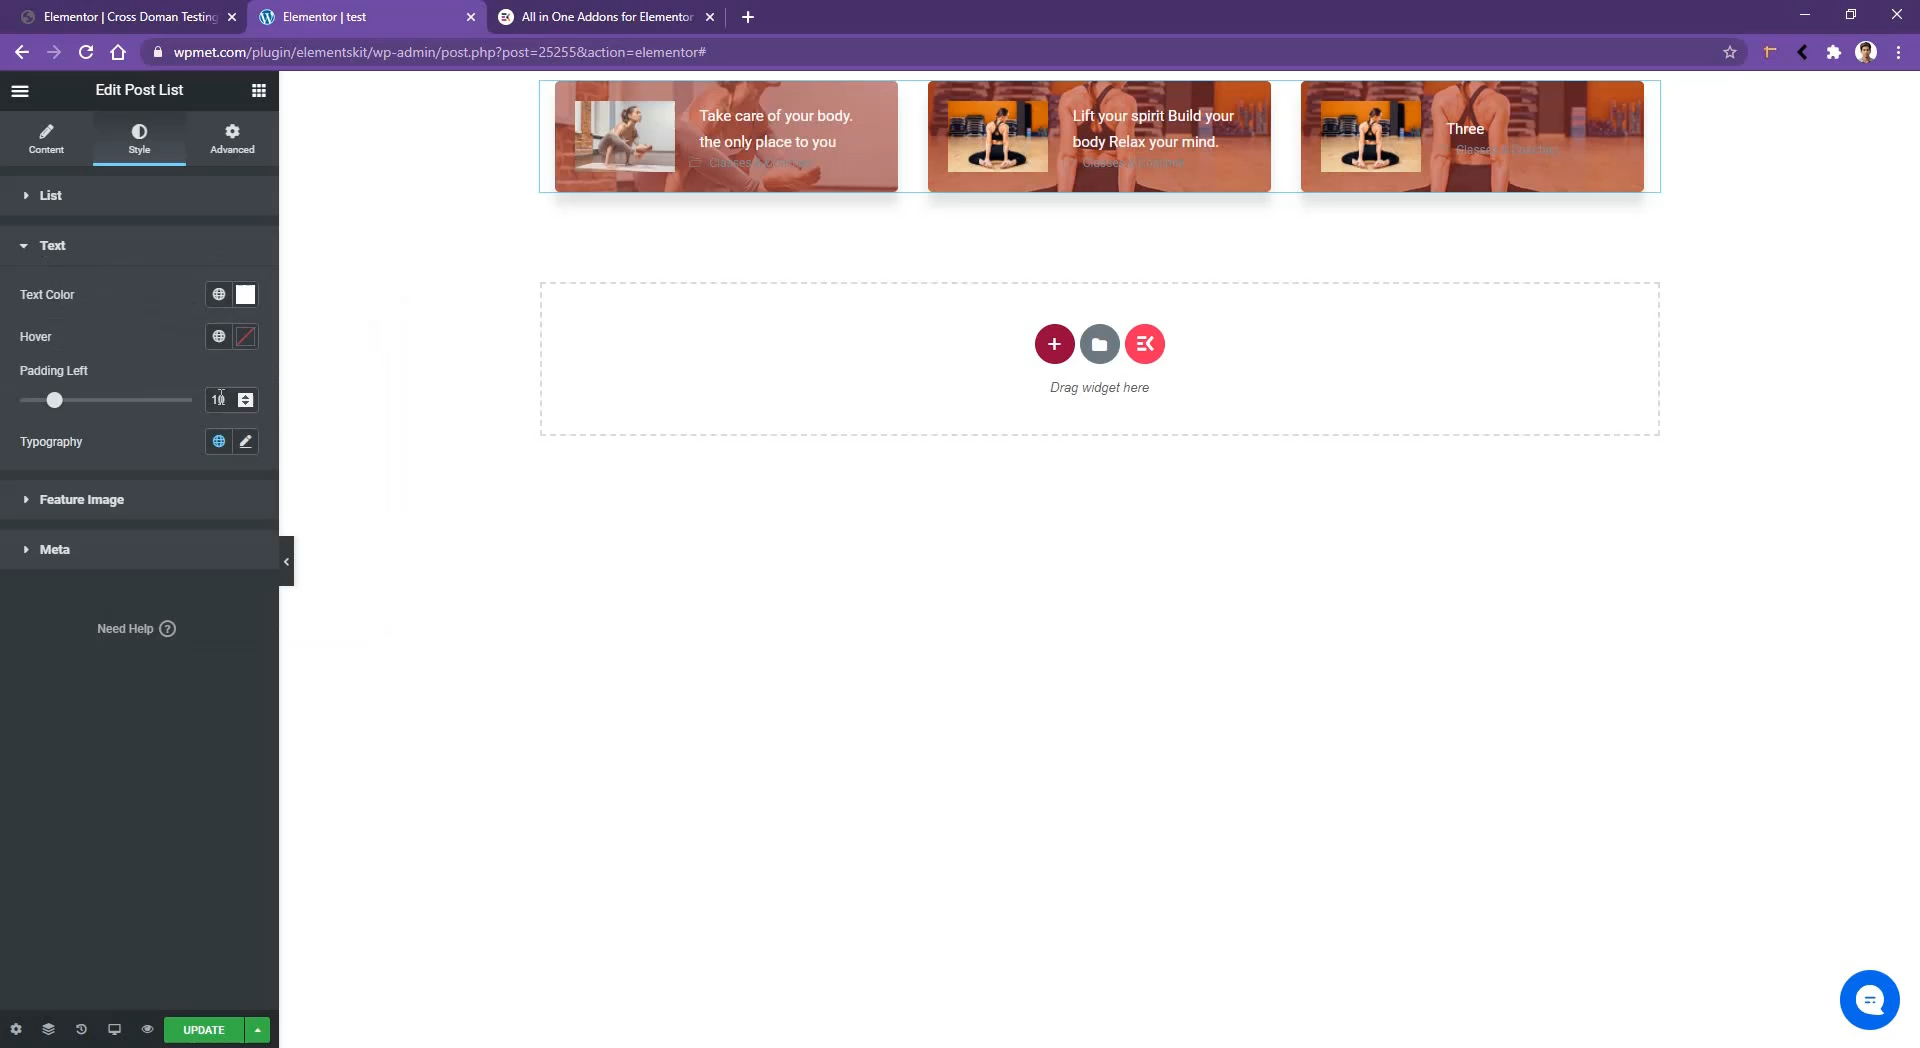 Elementor | Cross Doman Testing
Elementor | test
All in One Addons for Elementor
wpmet.com/plugin/elementskit/wp-admin/post.php?post=25255&action=elementor#
Edit Post List
Content
Style
Advanced
List
Text
Text Color
Hover
Padding Left
10
Typography
Feature Image
Meta
Need Help ?
UPDATE
Take care of your body.
the only place to you
Lift your spirit Build your
body Relax your mind.
Three
Drag widget here